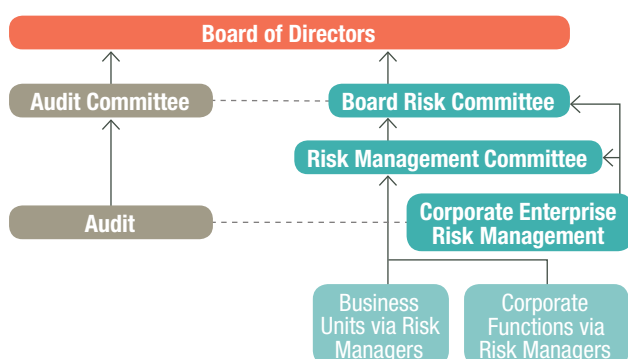 Board of Directors
Audit Committee
Board Risk Committee
Risk Management Committee
Audit
Corporate Enterprise
Risk Management
Business
Units via Risk
Managers
Corporate
Functions via
Risk Managers